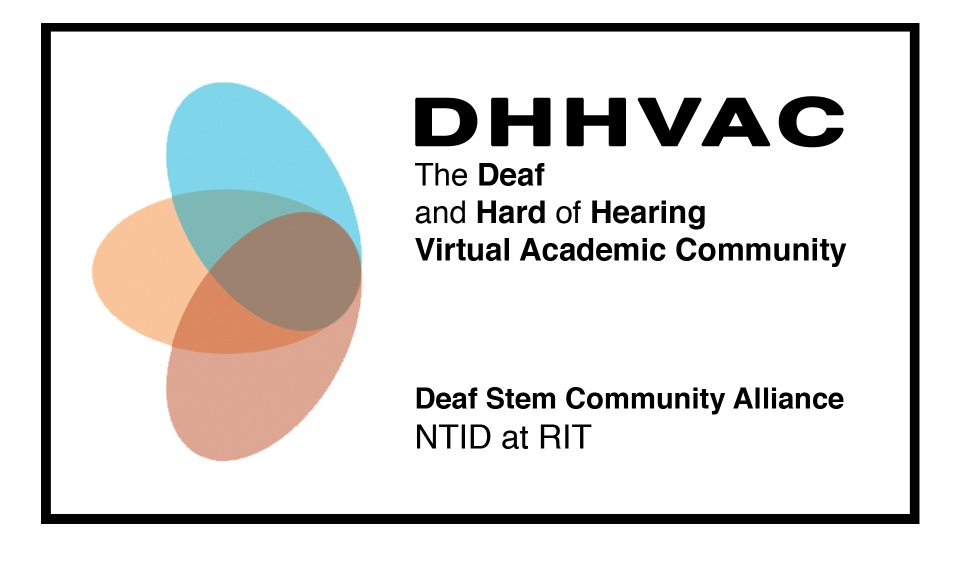 DHHVAC
The Deaf
and Hard of Hearing
Virtual Academic Community
Deaf Stem Community Alliance
NTID at RIT